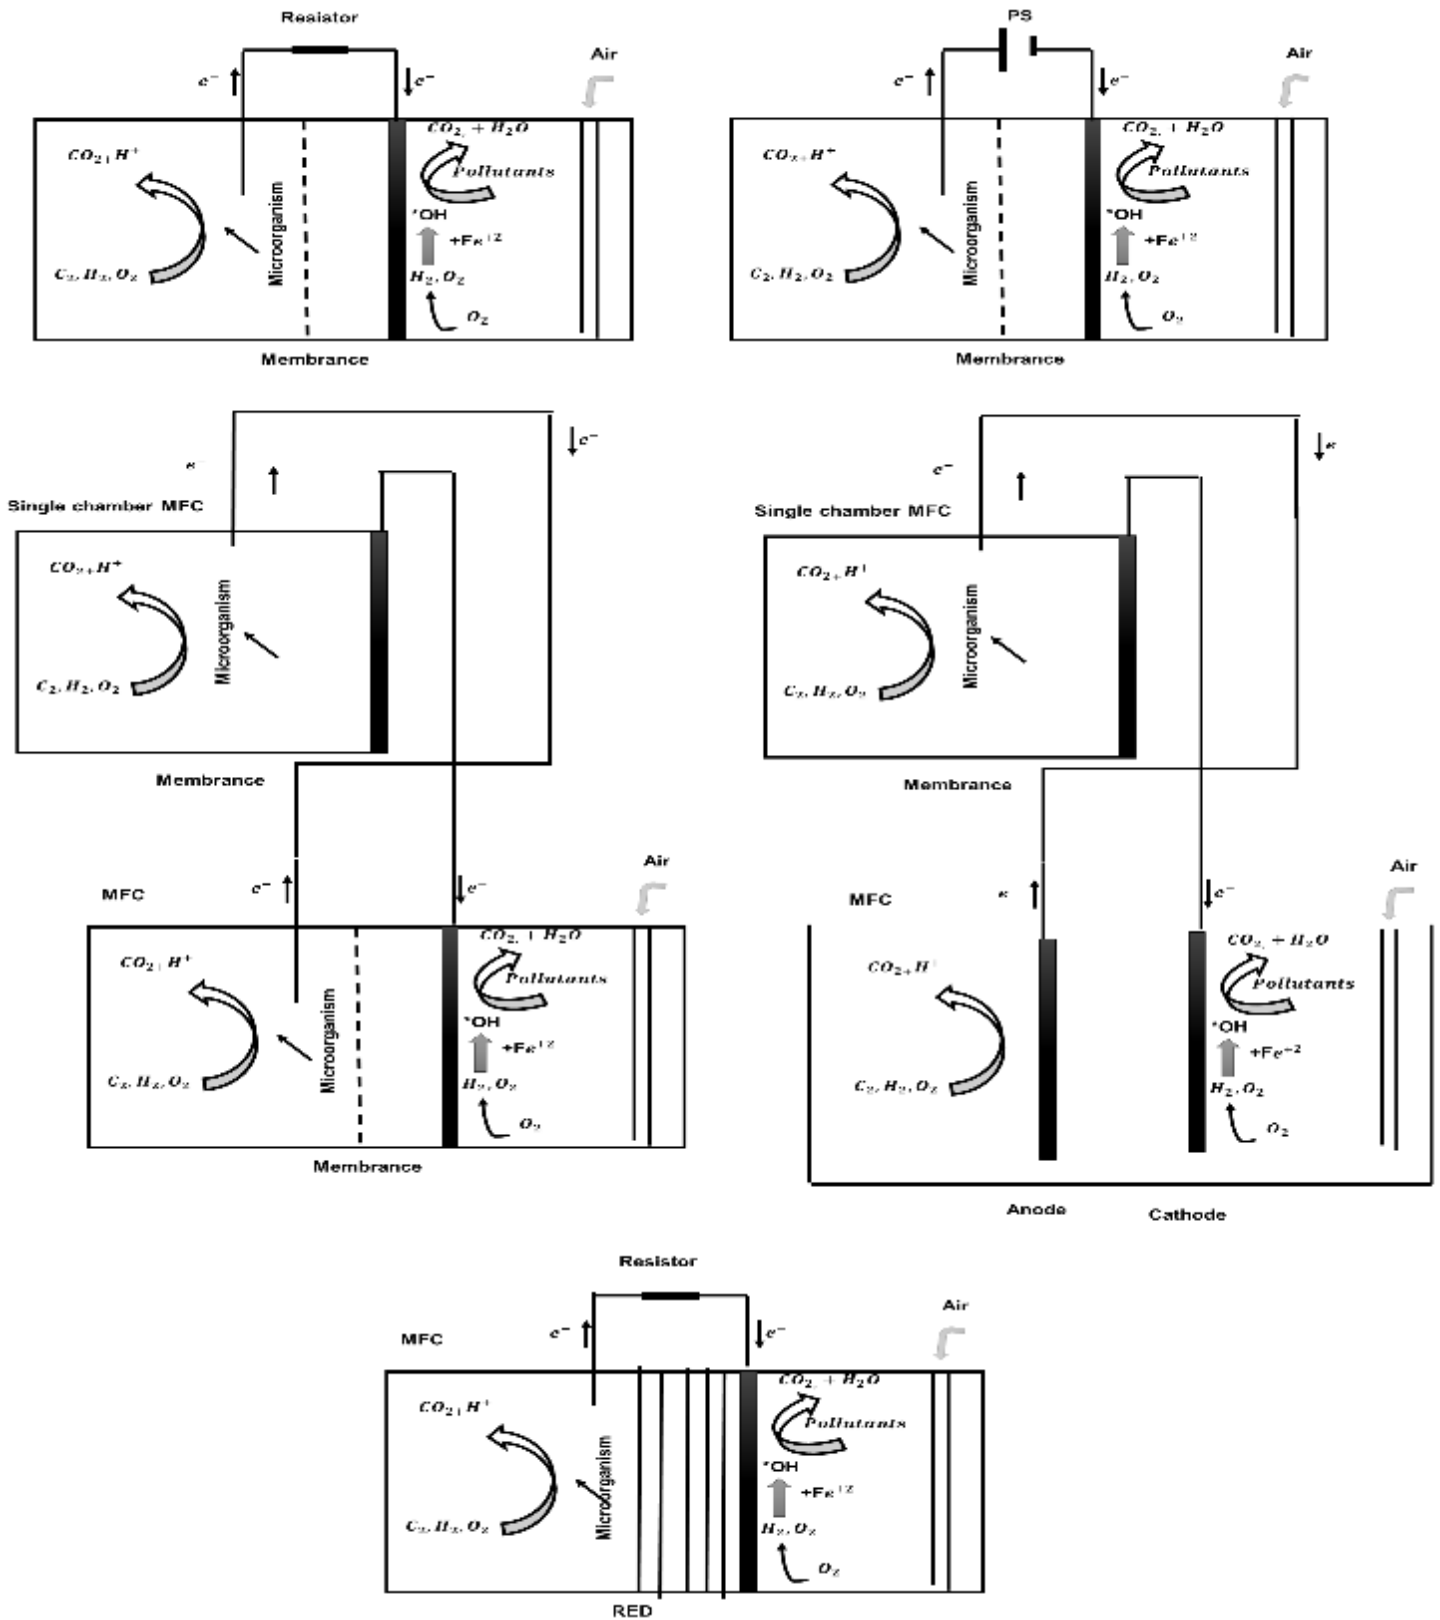 Resistor
e⁻
e⁻
Air
CO₂₊H⁺
CO₂. + H₂O
Pollutants
Microorganism
*OH
+Fe⁺²
C₂, H₂, O₂
H₂, O₂
O₂
Membrance
PS
e⁻
e⁻
Air
CO₂₊H⁺
CO₂. + H₂O
Pollutants
Microorganism
*OH
+Fe⁺²
C₂, H₂, O₂
H₂, O₂
O₂
Membrance
e⁻
e⁻
Single chamber MFC
CO₂₊H⁺
Microorganism
C₂, H₂, O₂
Membrance
e⁻
e
Single chamber MFC
CO₂₊H⁺
Microorganism
C₂, H₂, O₂
Membrance
MFC
e⁻
e⁻
Air
CO₂₊H⁺
CO₂. + H₂O
Pollutants
Microorganism
*OH
+Fe⁺²
C₂, H₂, O₂
H₂, O₂
O₂
Membrance
MFC
e
e⁻
Air
CO₂₊H
CO₂. + H₂O
Pollutants
*OH
+Fe⁺²
C₂, H₂, O₂
H₂, O₂
O₂
Anode
Cathode
Resistor
MFC
e⁻
e⁻
Air
CO₂₊H⁺
CO₂. + H₂O
Pollutants
Microorganism
*OH
+Fe⁺²
C₂, H₂, O₂
H₂, O₂
O₂
RED